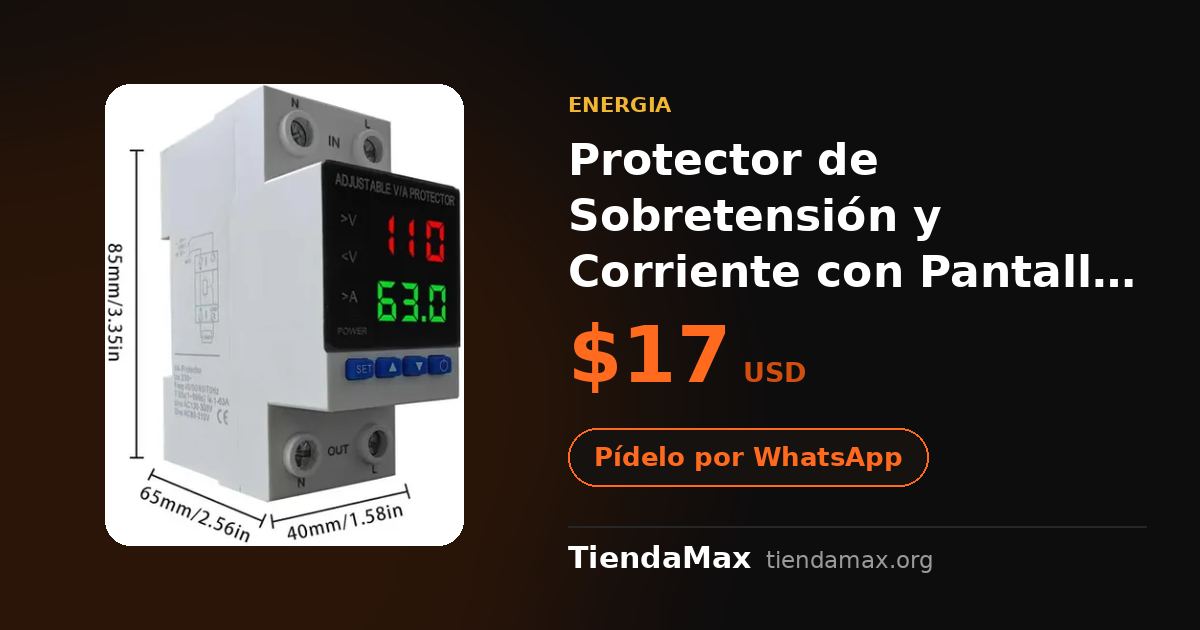 N
L
IN
ADJUSTABLE V/A PROTECTOR
>V
110
<V
>A
63.0
POWER
SET
OUT
N
L
85mm/3.35in
65mm/2.56in
40mm/1.58in
ENERGIA
Protector de
Sobretensión y
Corriente con Pantall…
$17 USD
Pídelo por WhatsApp
TiendaMax tiendamax.org